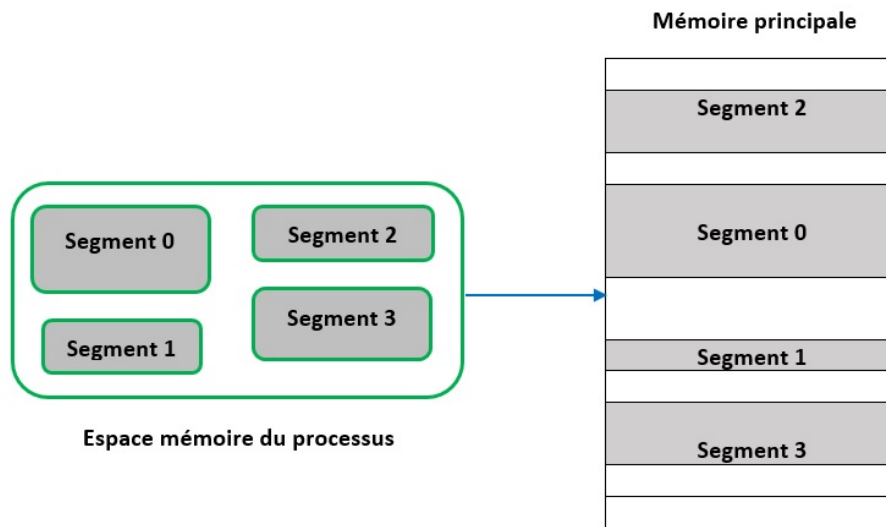 Mémoire principale
Segment 2
Segment 0
Segment 1
Segment 3
Segment 0
Segment 2
Segment 1
Segment 3
Espace mémoire du processus